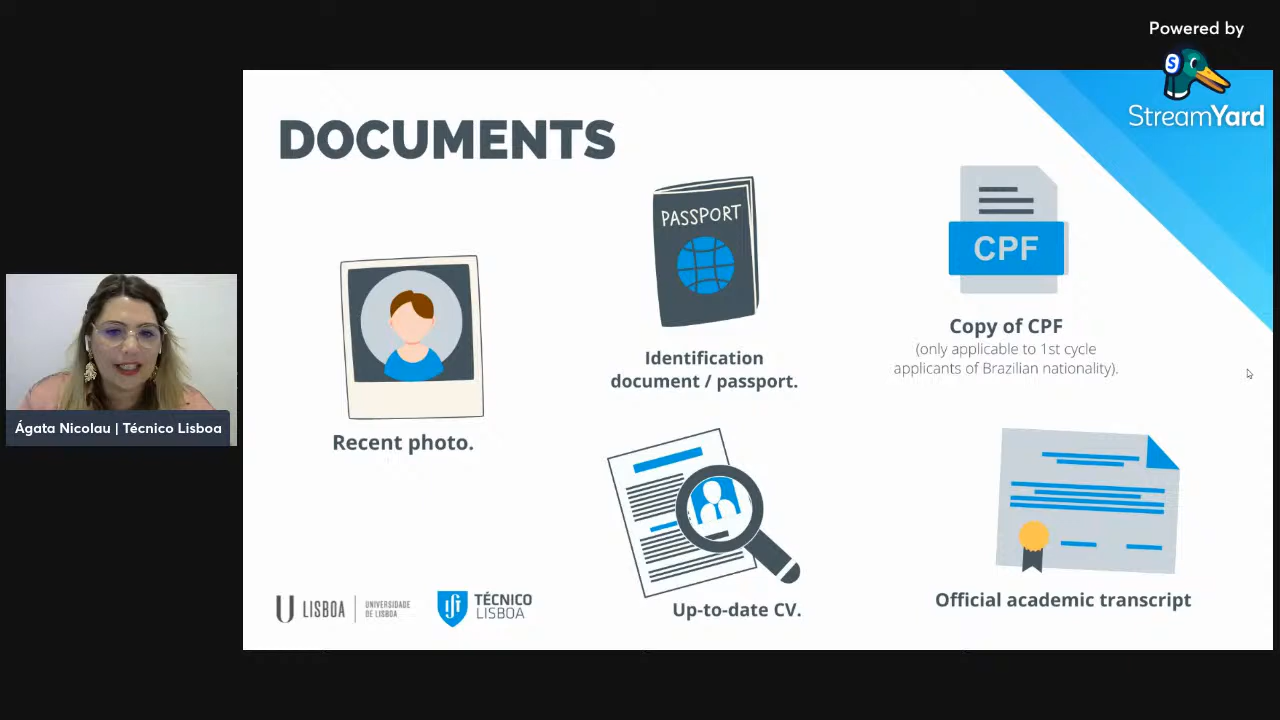 Powered by
StreamYard
DOCUMENTS
PASSPORT
CPF
Copy of CPF
(only applicable to 1st cycle
applicants of Brazilian nationality).
Identification
document / passport.
Recent photo.
Ágata Nicolau | Técnico Lisboa
Up-to-date CV.
Official academic transcript
U LISBOA
UNIVERSIDADE
DE LISBOA
TÉCNICO
LISBOA